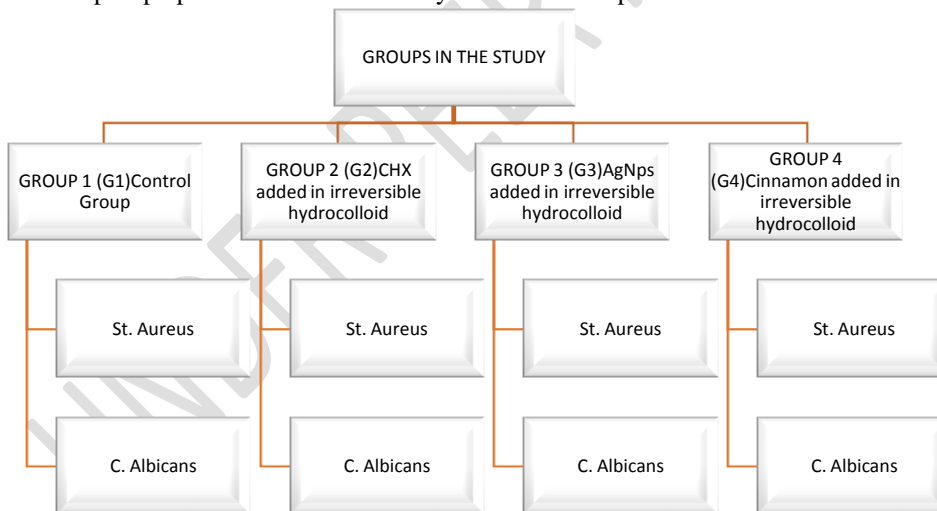 GROUPS IN THE STUDY
GROUP 1 (G1)Control
Group
GROUP 2 (G2)CHX
added in irreversible
hydrocolloid
GROUP 3 (G3)AgNps
added in irreversible
hydrocolloid
GROUP 4
(G4)Cinnamon added in
irreversible
hydrocolloid
St. Aureus
St. Aureus
St. Aureus
St. Aureus
C. Albicans
C. Albicans
C. Albicans
C. Albicans
UNDER